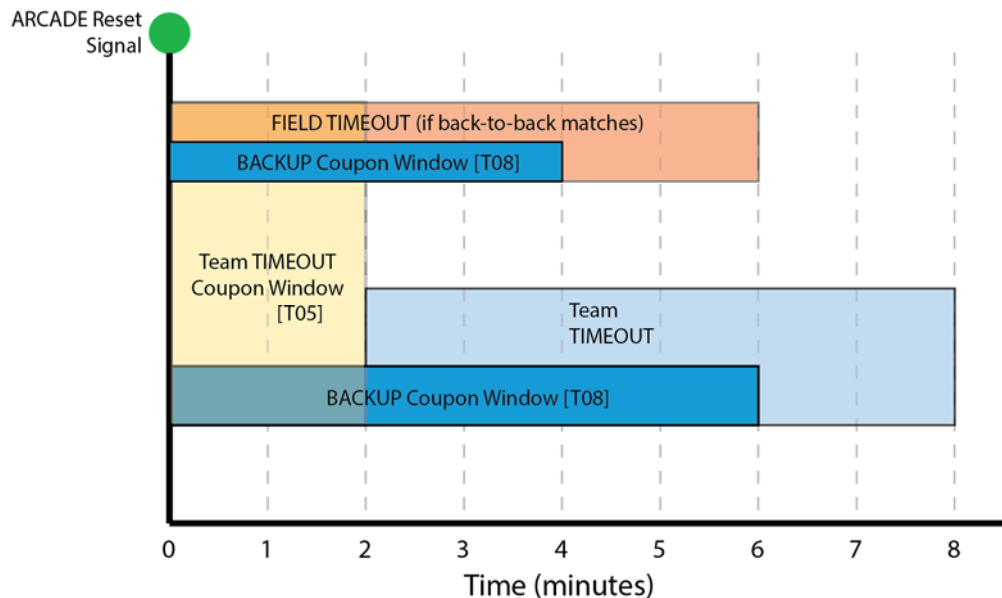 ARCADE Reset
Signal
FIELD TIMEOUT (if back-to-back matches)
BACKUP Coupon Window [T08]
Team TIMEOUT
Coupon Window
[T05]
Team
TIMEOUT
BACKUP Coupon Window [T08]
0 1 2 3 4 5 6 7 8
Time (minutes)